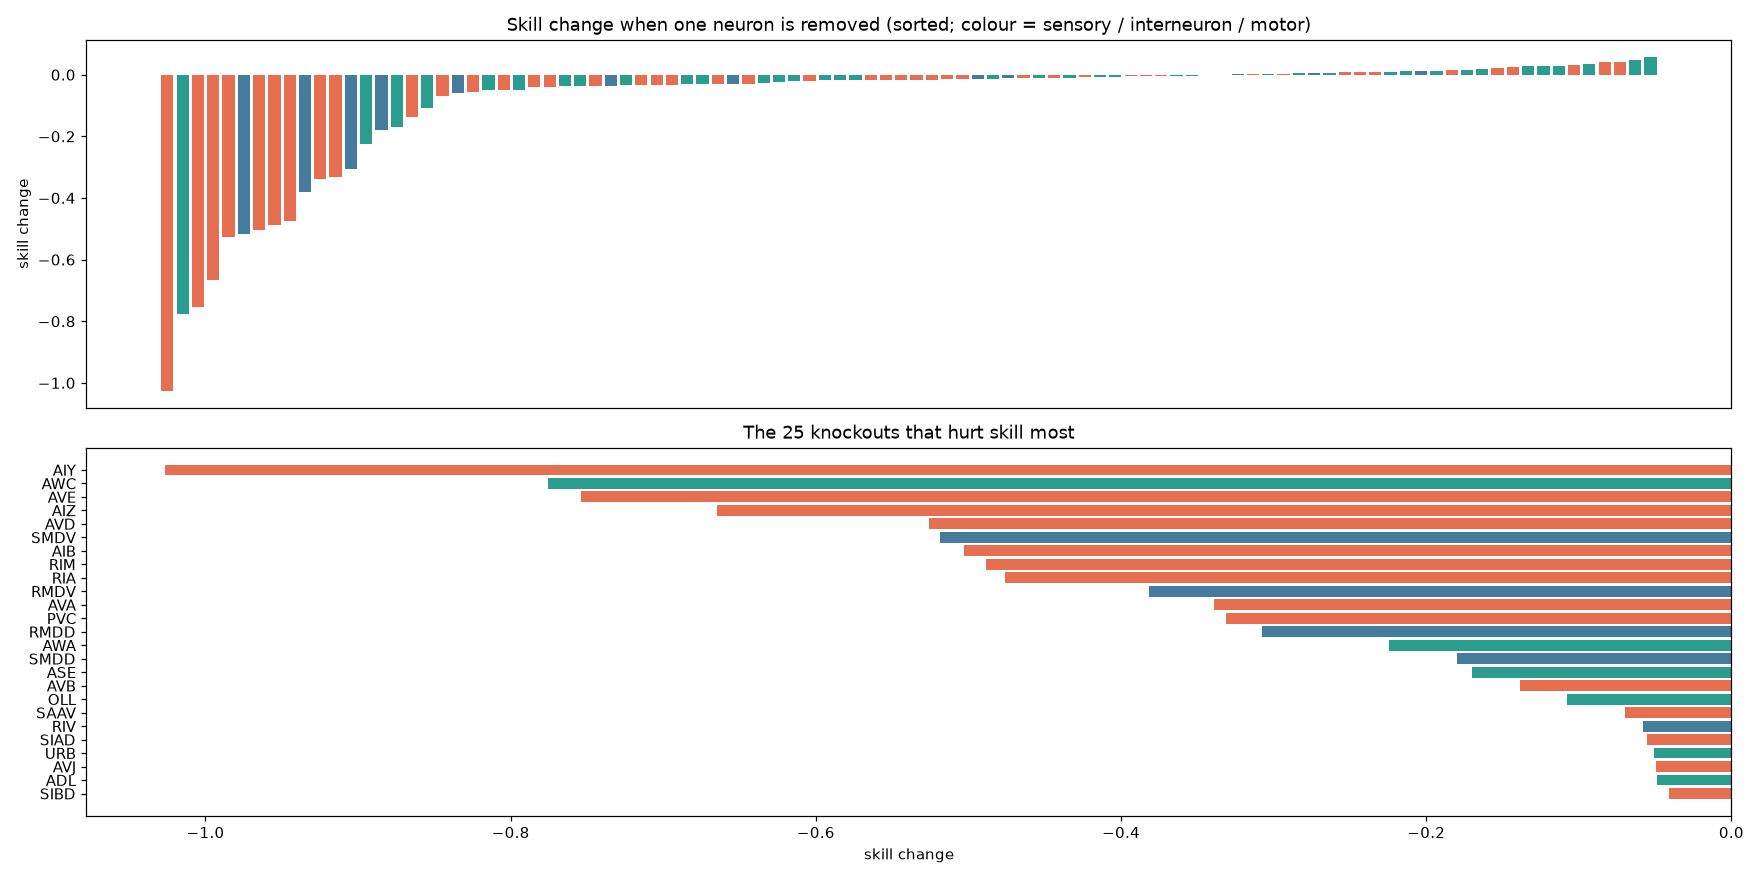 Skill change when one neuron is removed (sorted; colour = sensory / interneuron / motor)
skill change
0.0
−0.2
−0.4
−0.6
−0.8
−1.0
The 25 knockouts that hurt skill most
AIY
AWC
AVE
AIZ
AVD
SMDV
AIB
RIM
RIA
RMDV
AVA
PVC
RMDD
AWA
SMDD
ASE
AVB
OLL
SAAV
RIV
SIAD
URB
AVJ
ADL
SIBD
−1.0 −0.8 −0.6 −0.4 −0.2 0.0
skill change